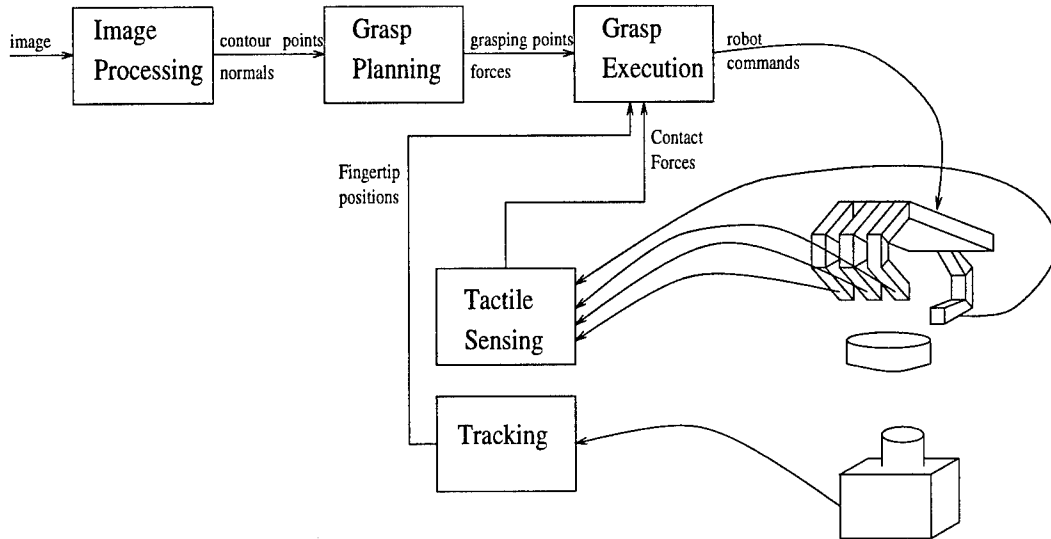 image
Image
Processing
contour points
normals
Grasp
Planning
grasping points
forces
Grasp
Execution
robot
commands
Fingertip
positions
Contact
Forces
Tactile
Sensing
Tracking